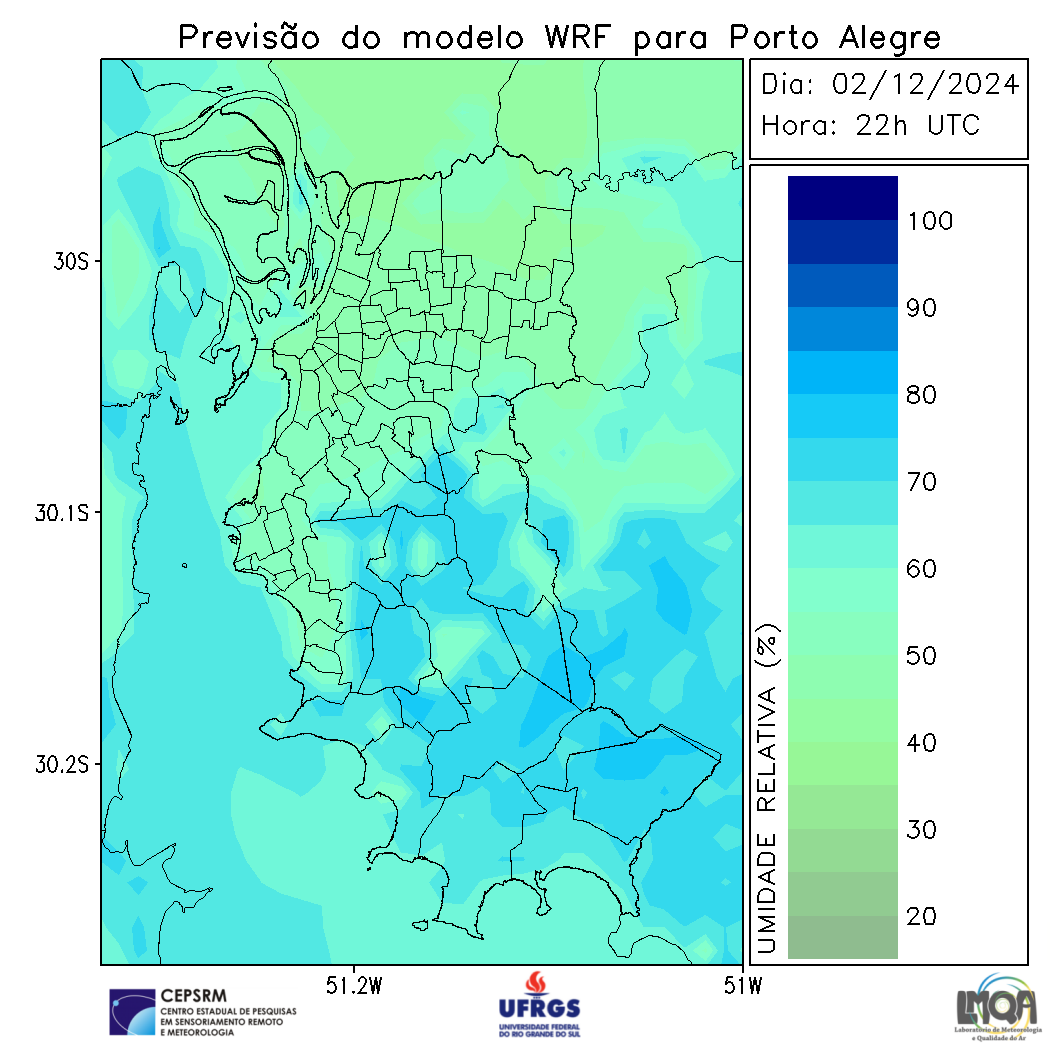 Previsão do modelo WRF para Porto Alegre
Dia: 02/12/2024
Hora: 22h UTC
30S
30.1S
30.2S
51.2W
51W
100
90
80
70
60
50
40
30
20
UMIDADE RELATIVA (%)
CEPSRM
CENTRO ESTADUAL DE PESQUISAS
EM SENSORIAMENTO REMOTO
E METEOROLOGIA
UFRGS
UNIVERSIDADE FEDERAL
DO RIO GRANDE DO SUL
LMQA
Laboratório de Meteorologia
e Qualidade do Ar